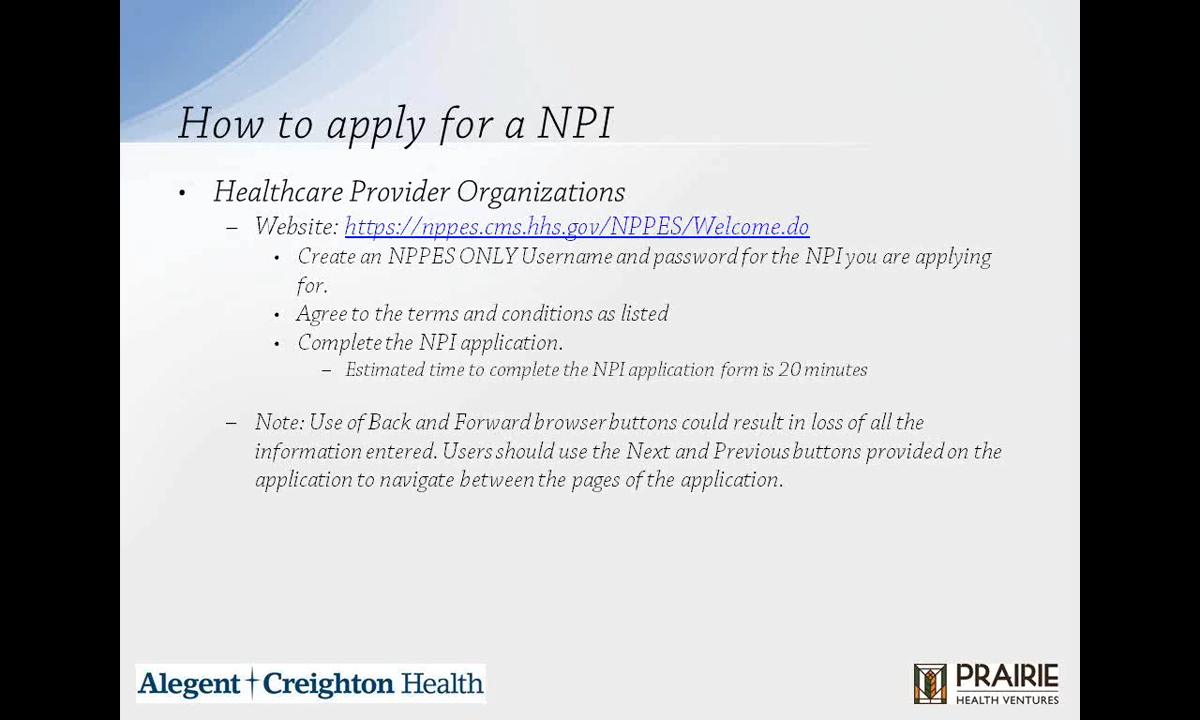 How to apply for a NPI
• Healthcare Provider Organizations
– Website: https://nppes.cms.hhs.gov/NPPES/Welcome.do
• Create an NPPES ONLY Username and password for the NPI you are applying
for.
• Agree to the terms and conditions as listed
• Complete the NPI application.
– Estimated time to complete the NPI application form is 20 minutes
– Note: Use of Back and Forward browser buttons could result in loss of all the
information entered. Users should use the Next and Previous buttons provided on the
application to navigate between the pages of the application.
Alegent Creighton Health
PRAIRIE
HEALTH VENTURES